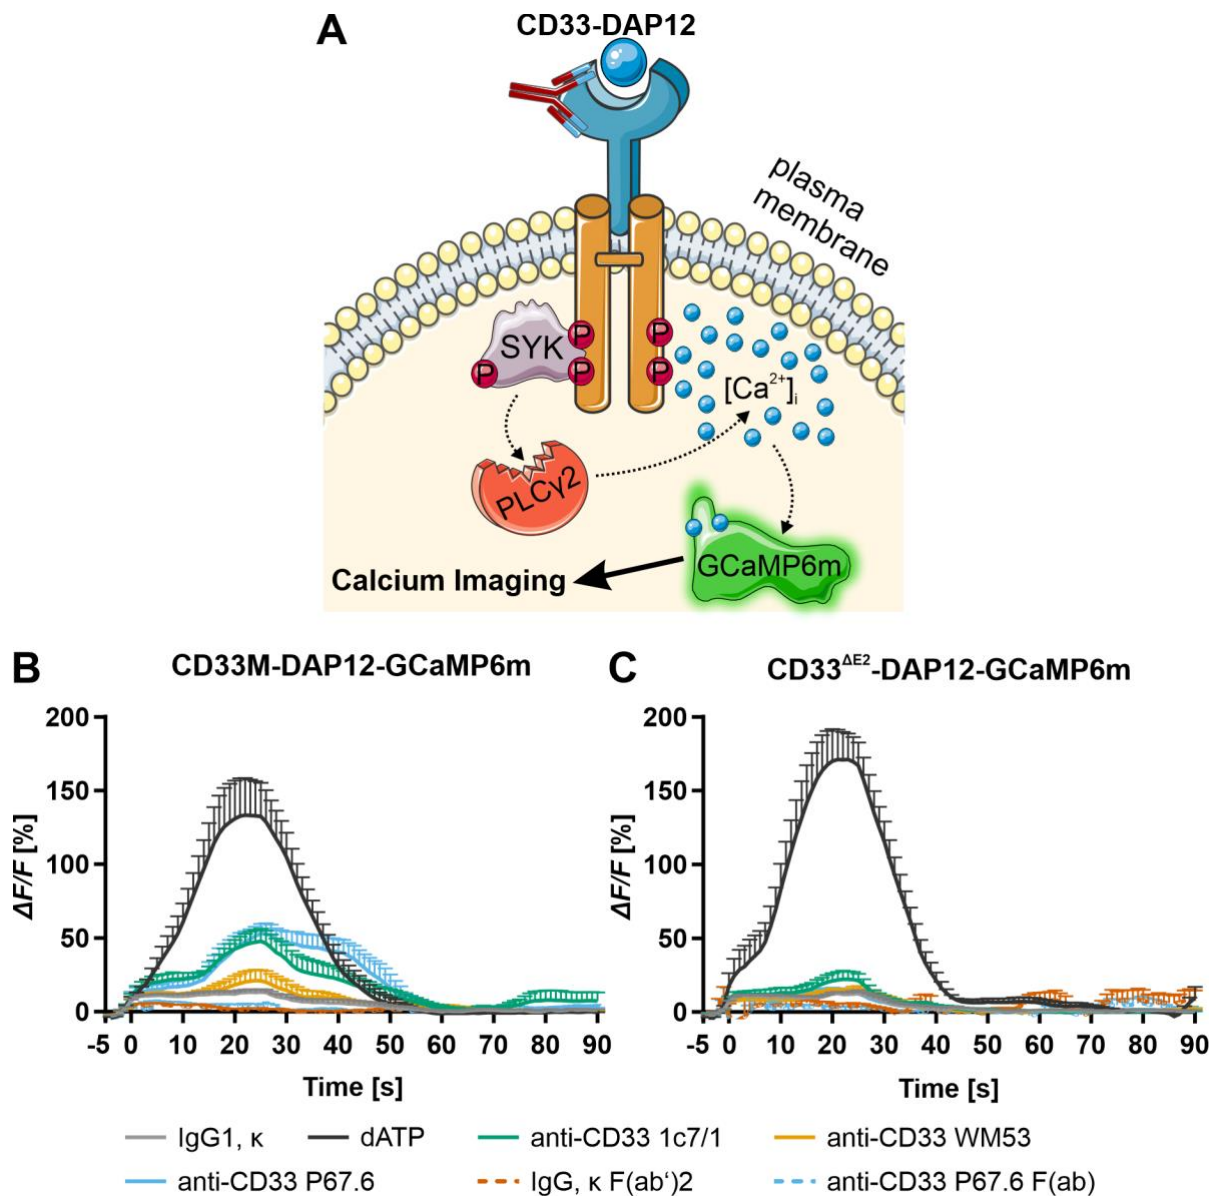 A
CD33-DAP12
plasma
membrane
P
SYK
P
P
P
P
[Ca²⁺]ᵢ
PLCγ2
GCaMP6m
Calcium Imaging
B
CD33M-DAP12-GCaMP6m
200
150
100
50
0
ΔF/F [%]
-5 0 10 20 30 40 50 60 70 80 90
Time [s]
C
CD33ᐞᴱ²-DAP12-GCaMP6m
200
150
100
50
0
ΔF/F [%]
-5 0 10 20 30 40 50 60 70 80 90
Time [s]
IgG1, κ
dATP
anti-CD33 1c7/1
anti-CD33 WM53
anti-CD33 P67.6
IgG, κ F(ab‘)2
anti-CD33 P67.6 F(ab)